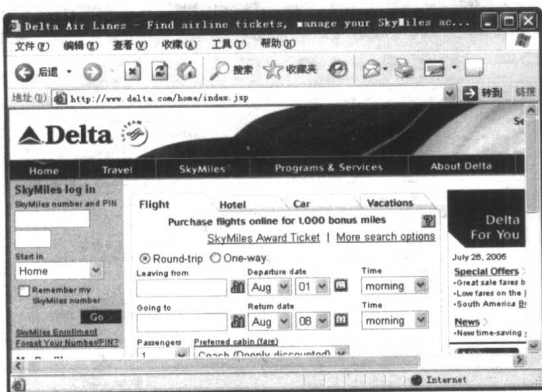 Delta Air Lines - Find airline tickets, manage your SkyMiles ac...
文件(F) 编辑(E) 查看(V) 收藏(A) 工具(T) 帮助(H)
后退 搜索 收藏夹
地址(D) http://www.delta.com/home/index.jsp 转到 链接
Delta
Se
Home Travel SkyMiles Programs & Services About Delta
SkyMiles log in
SkyMiles number and PIN
Start in
Home
Remember my
SkyMiles number
Go
SkyMiles Enrollment
Forgot Your Number/PIN?
Flight Hotel Car Vacations
Purchase flights online for 1,000 bonus miles ?
SkyMiles Award Ticket | More search options
Round-trip One-way
Leaving from Departure date Time
Aug 01 morning
Going to Return date Time
Aug 08 morning
Passengers Preferred cabin (fare)
1 Coach (Deeply discounted)
Delta
For You
July 28, 2005
Special Offers >
·Great sale fares b
·Low fares on the
·South America
News >
·New time-saving
Internet